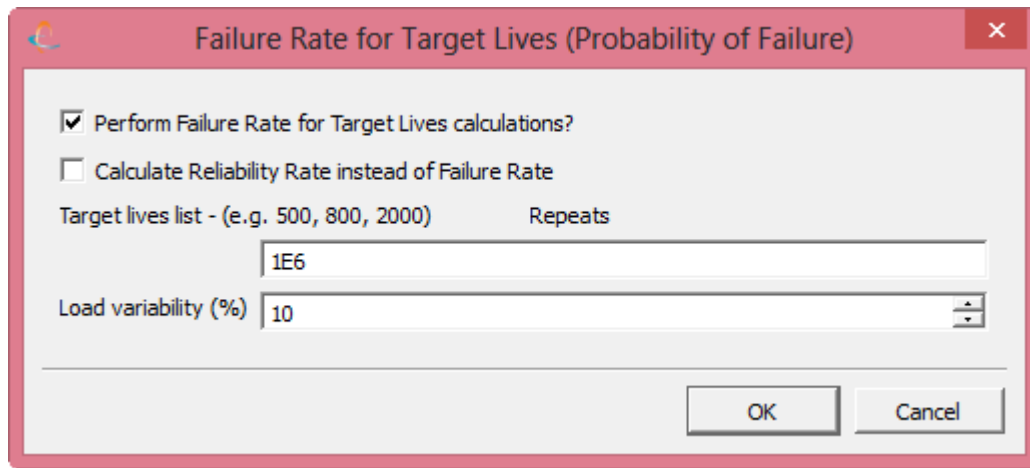 Failure Rate for Target Lives (Probability of Failure)
Perform Failure Rate for Target Lives calculations?
Calculate Reliability Rate instead of Failure Rate
Target lives list - (e.g. 500, 800, 2000) Repeats
1E6
Load variability (%) 10
OK Cancel